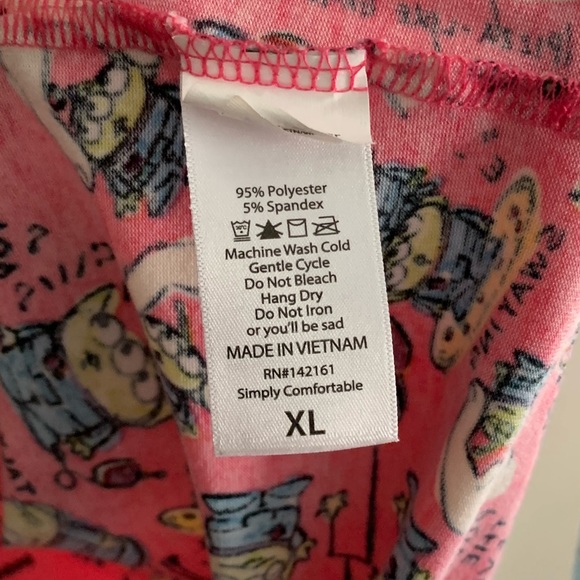 95% Polyester
5% Spandex
Machine Wash Cold
Gentle Cycle
Do Not Bleach
Hang Dry
Do Not Iron
or you'll be sad
MADE IN VIETNAM
RN#142161
Simply Comfortable
XL